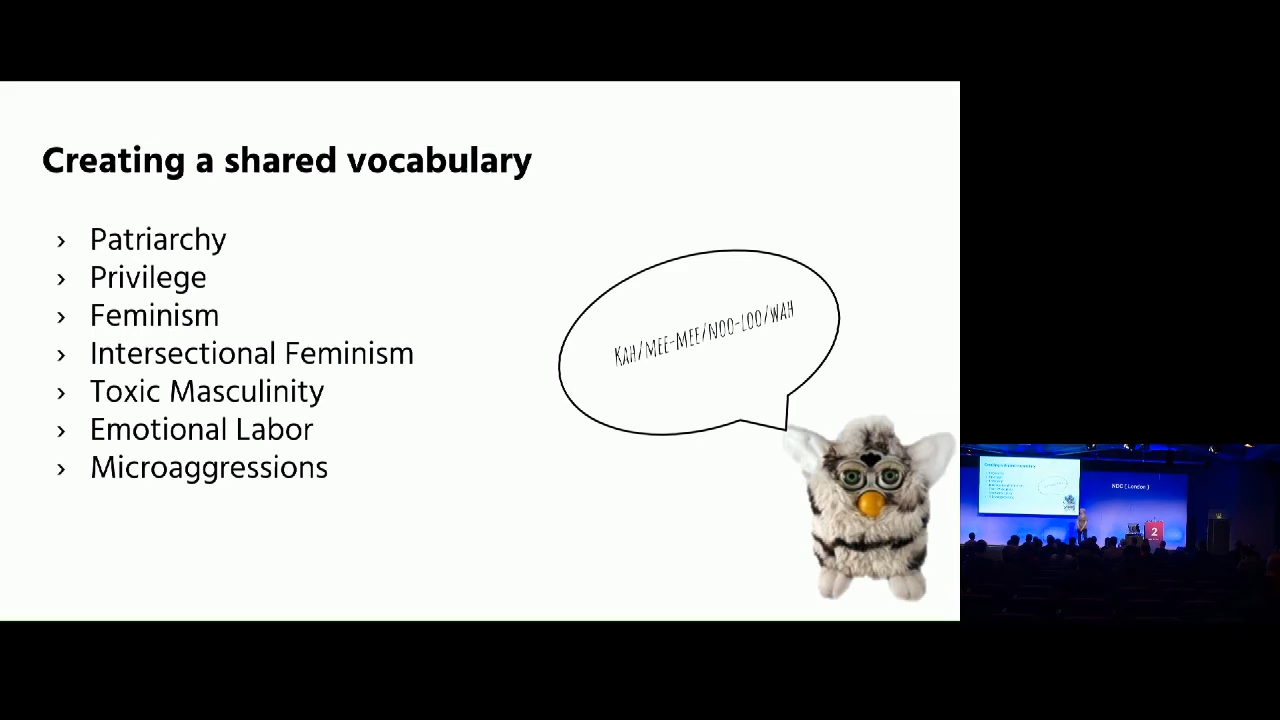 Creating a shared vocabulary
› Patriarchy
› Privilege
› Feminism
› Intersectional Feminism
› Toxic Masculinity
› Emotional Labor
› Microaggressions
Kah/mee-mee/noo-loo/wah
NDC { London }
2